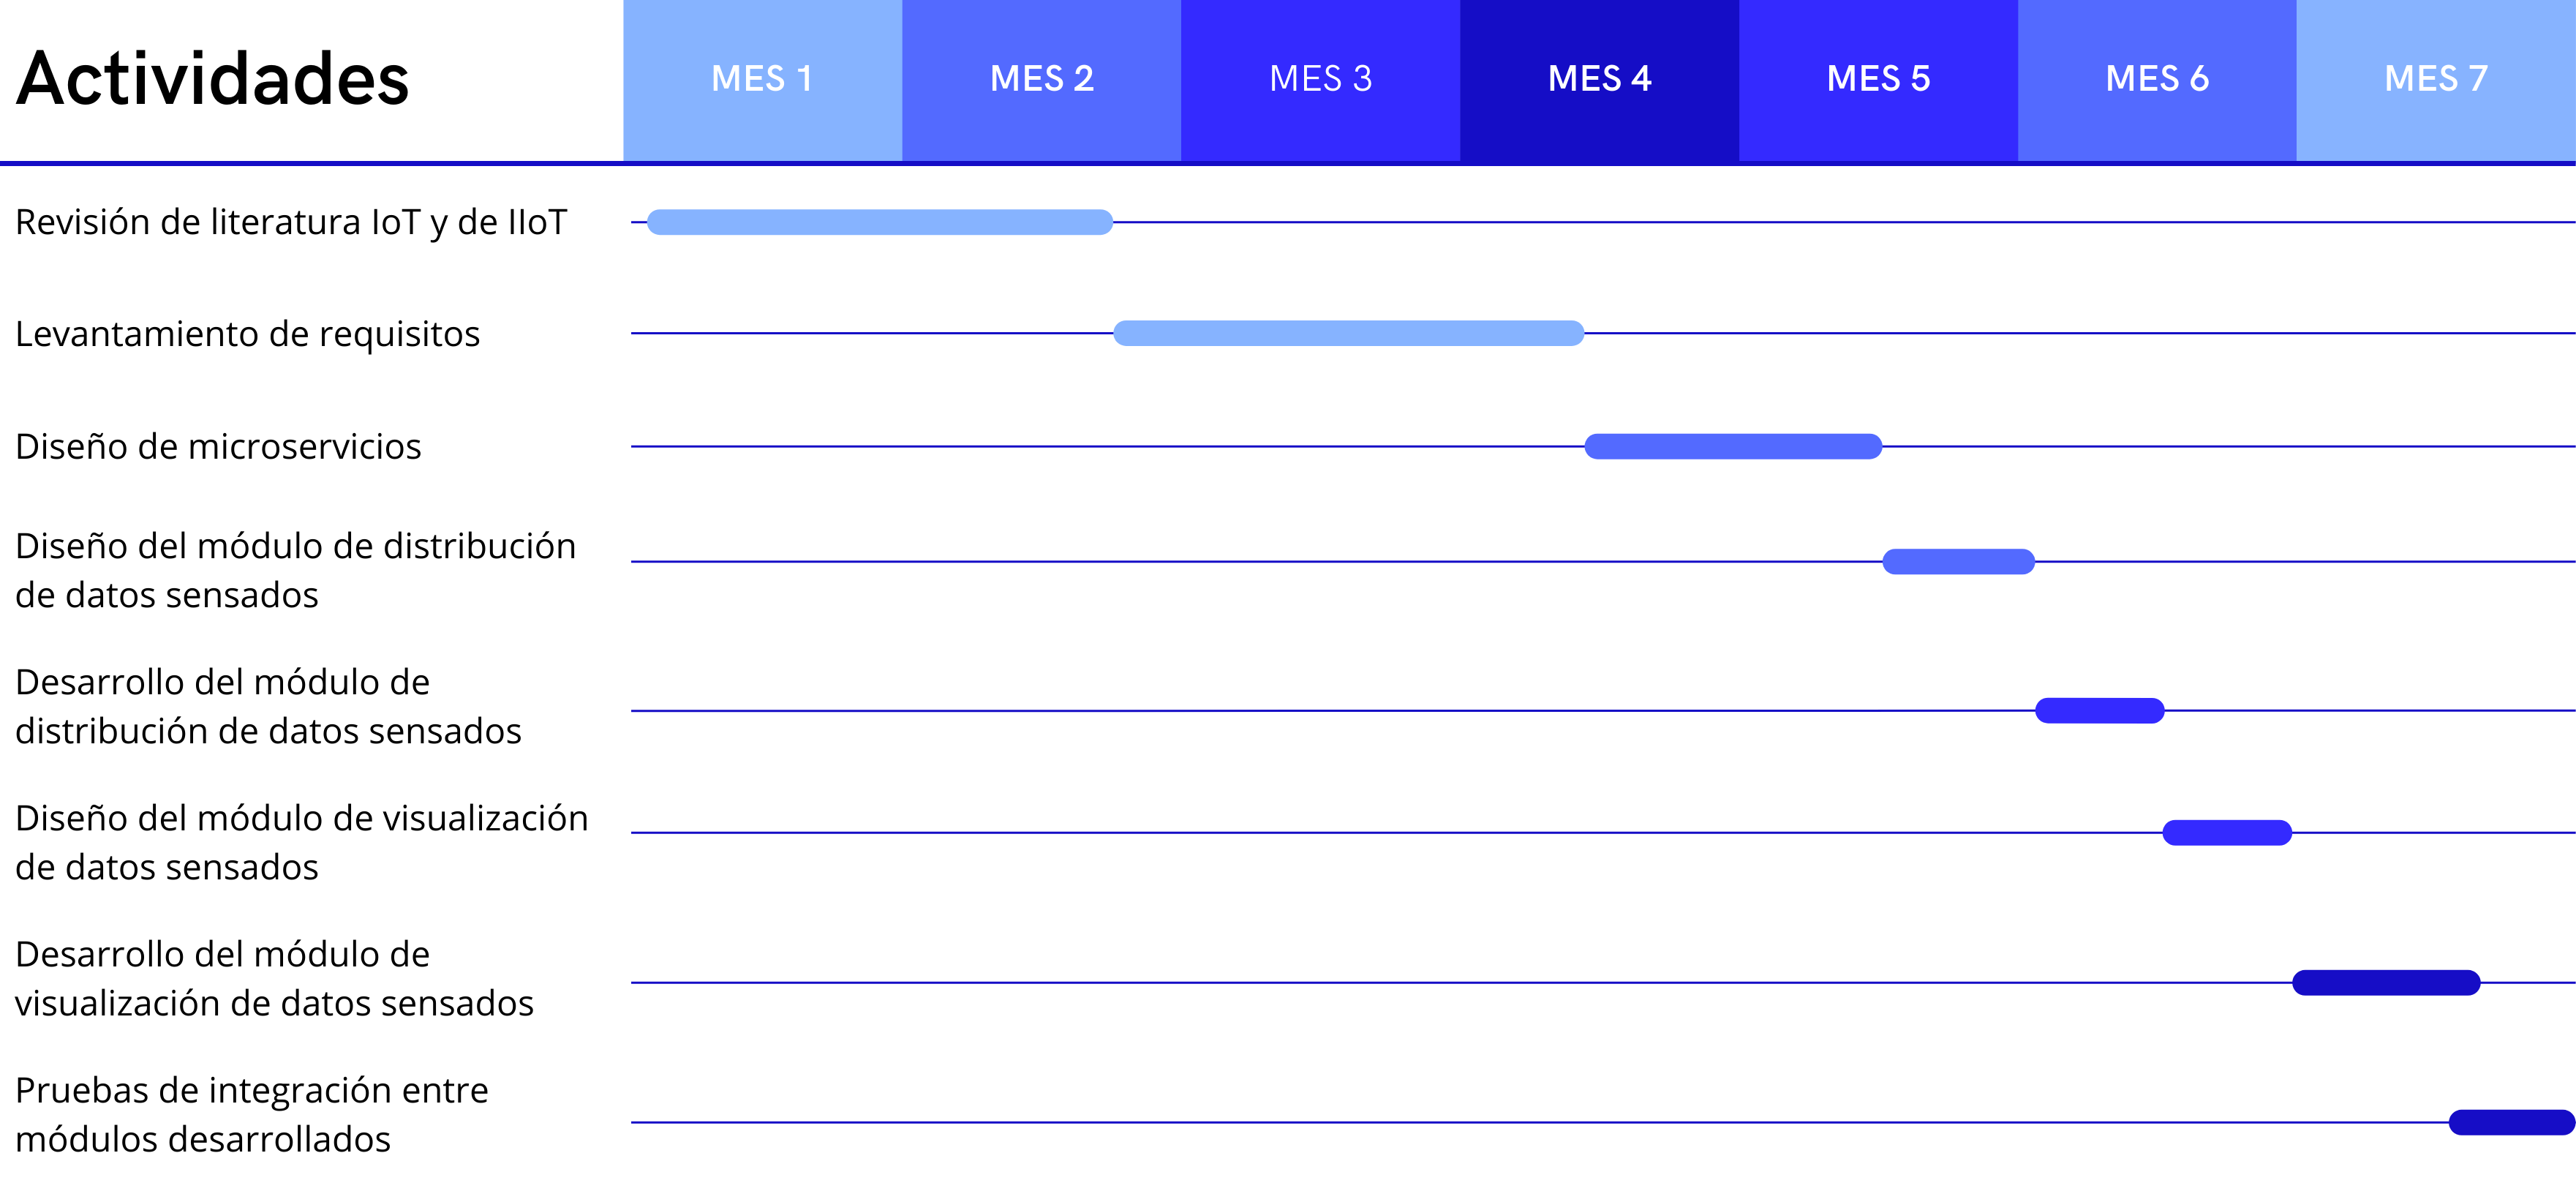 Actividades
MES 1
MES 2
MES 3
MES 4
MES 5
MES 6
MES 7
Revisión de literatura IoT y de IIoT
Levantamiento de requisitos
Diseño de microservicios
Diseño del módulo de distribución
de datos sensados
Desarrollo del módulo de
distribución de datos sensados
Diseño del módulo de visualización
de datos sensados
Desarrollo del módulo de
visualización de datos sensados
Pruebas de integración entre
módulos desarrollados